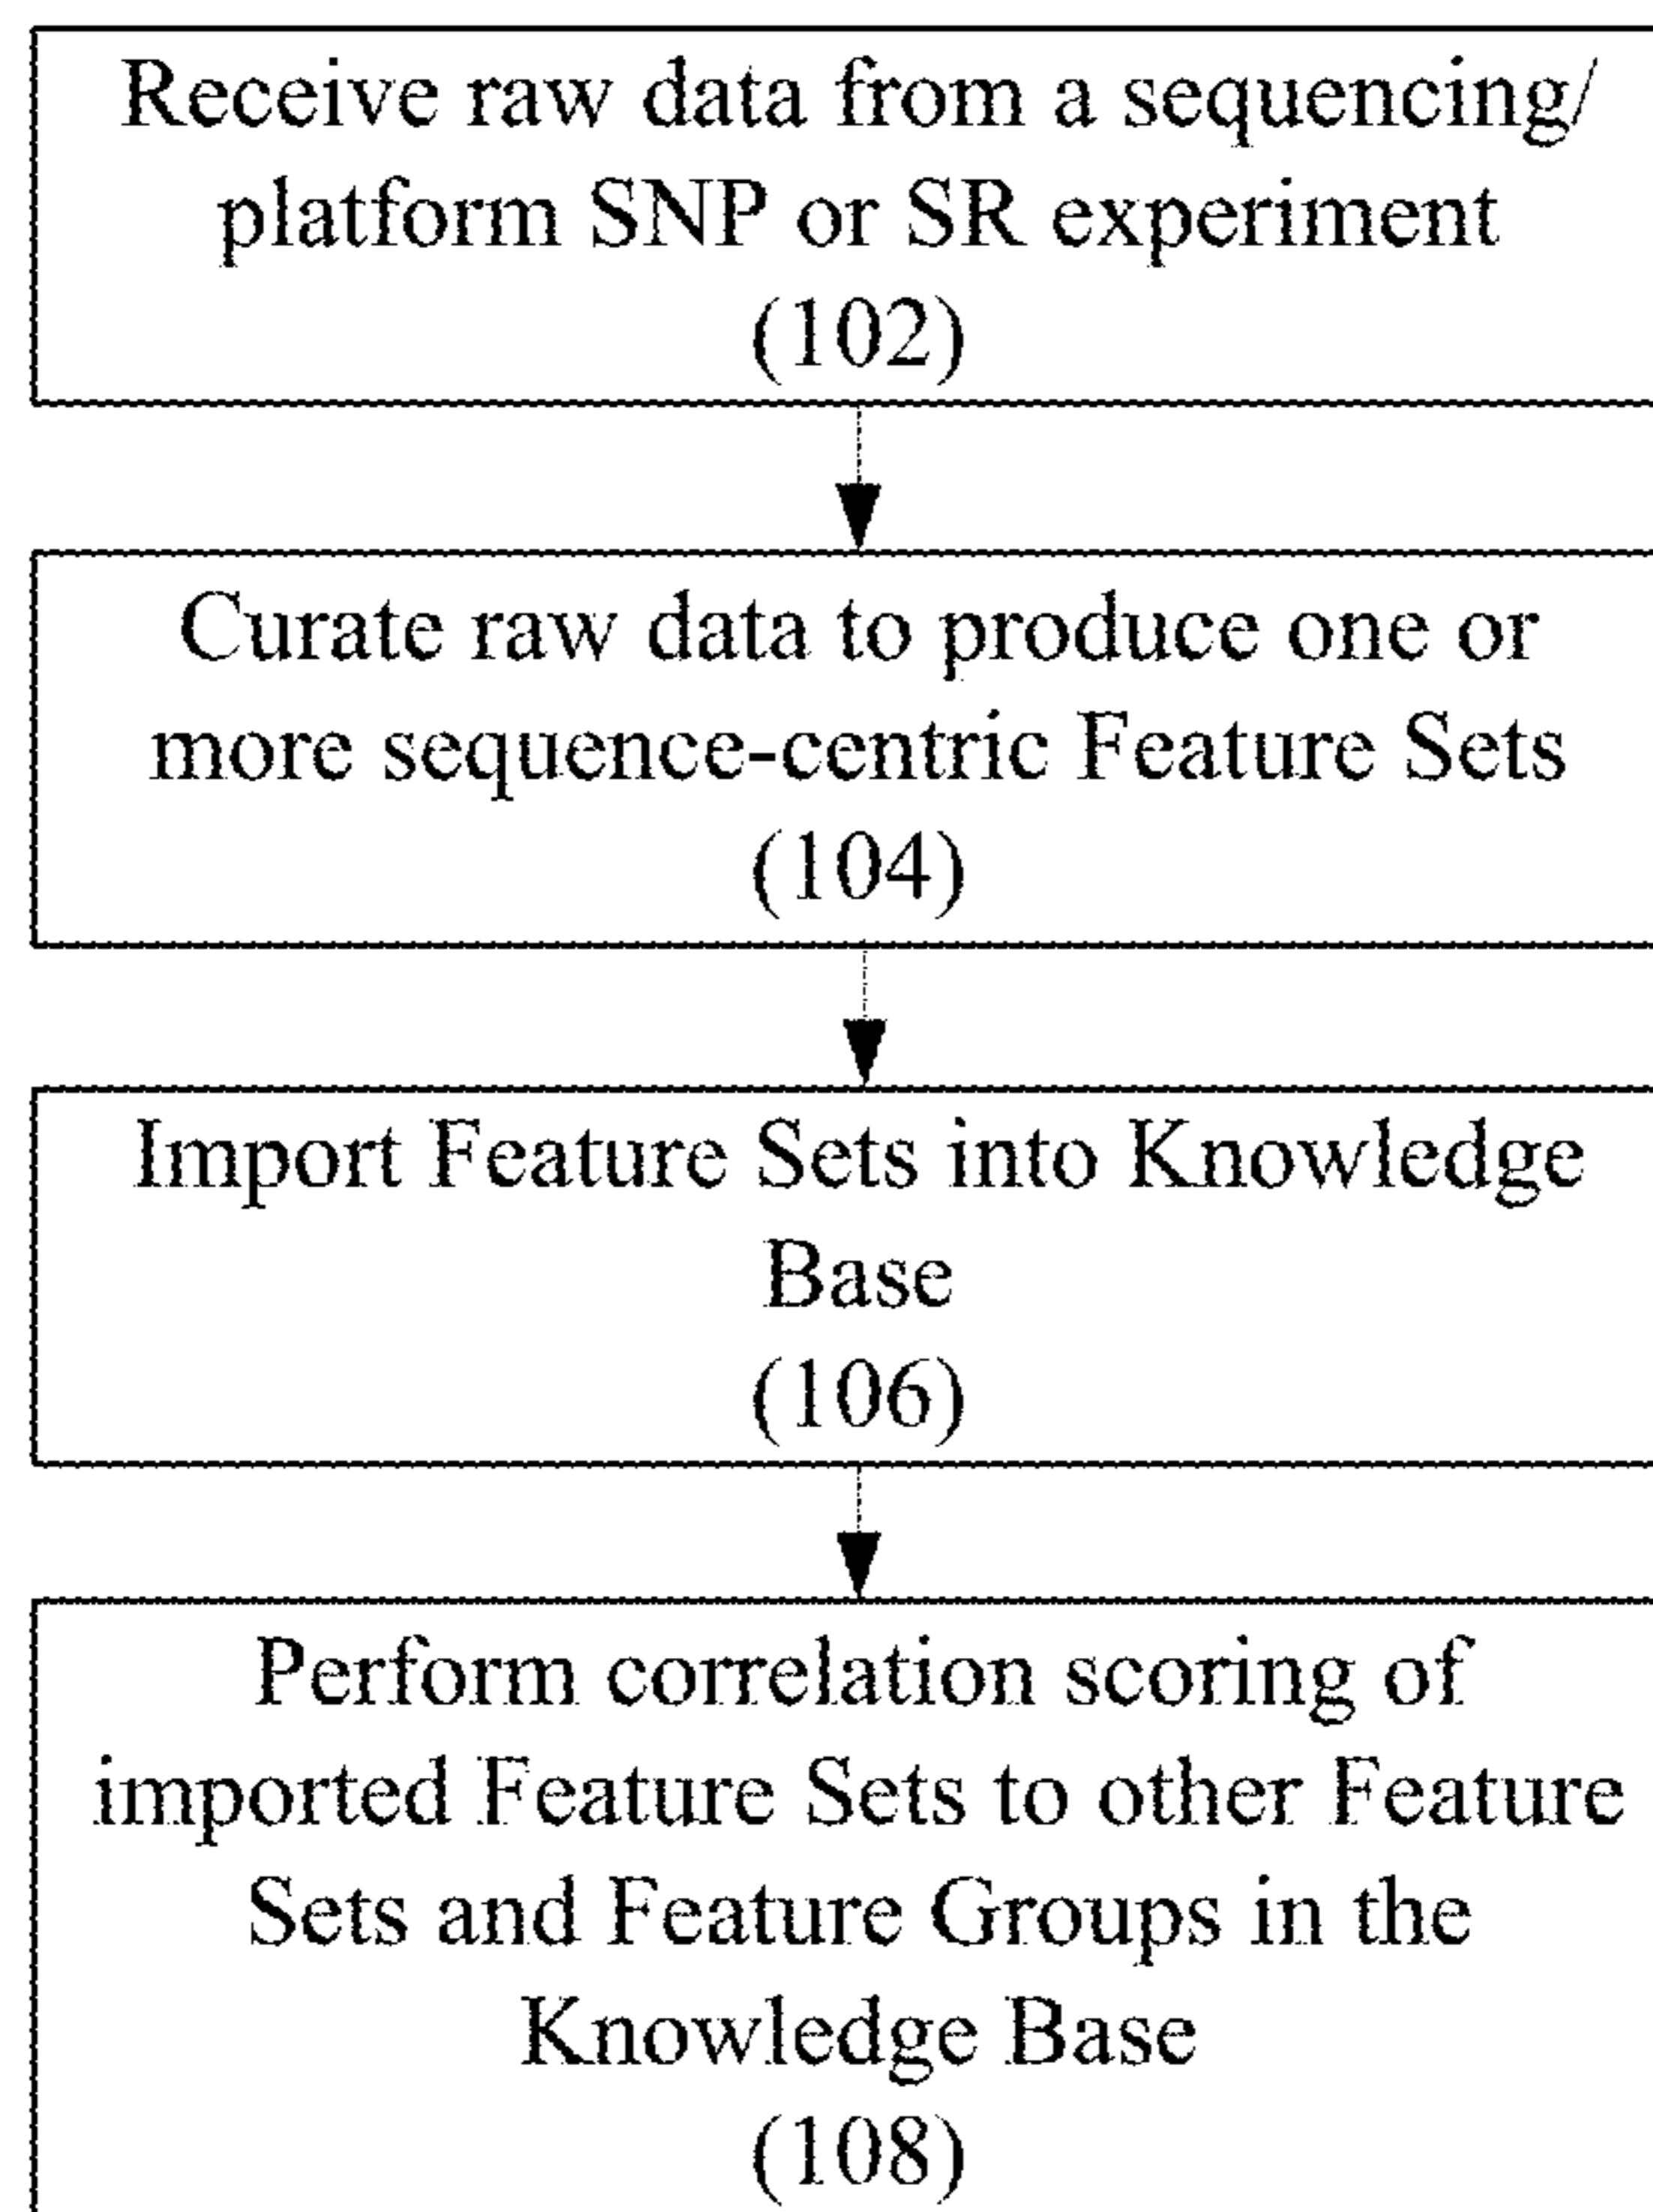 Receive raw data from a sequencing/
platform SNP or SR experiment
(102)
Curate raw data to produce one or
more sequence-centric Feature Sets
(104)
Import Feature Sets into Knowledge
Base
(106)
Perform correlation scoring of
imported Feature Sets to other Feature
Sets and Feature Groups in the
Knowledge Base
(108)